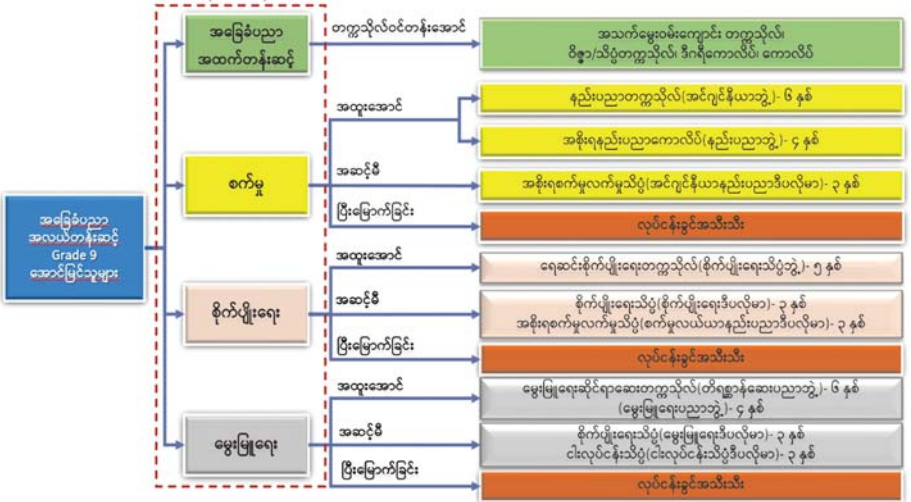 အခြေခံပညာ
အလယ်တန်းဆင့်
Grade 9
အောင်မြင်သူများ
အခြေခံပညာ
အထက်တန်းဆင့်
တက္ကသိုလ်ဝင်တန်းအောင်
အသက်မွေးဝမ်းကျောင်း တက္ကသိုလ်၊
ဝိဇ္ဇာ/သိပ္ပံတက္ကသိုလ်၊ ဒီဂရီကောလိပ်၊ ကောလိပ်
စက်မှု
အထူးအောင်
နည်းပညာတက္ကသိုလ်(အင်ဂျင်နီယာဘွဲ့)- ၆ နှစ်
အစိုးရနည်းပညာကောလိပ်(နည်းပညာဘွဲ့)- ၄ နှစ်
အဆင့်မီ
အစိုးရစက်မှုလက်မှုသိပ္ပံ(အင်ဂျင်နီယာနည်းပညာဒီပလိုမာ)- ၃ နှစ်
ပြီးမြောက်ခြင်း
လုပ်ငန်းခွင်အသီးသီး
စိုက်ပျိုးရေး
အထူးအောင်
ရေဆင်းစိုက်ပျိုးရေးတက္ကသိုလ်(စိုက်ပျိုးရေးသိပ္ပံဘွဲ့)- ၅ နှစ်
အဆင့်မီ
စိုက်ပျိုးရေးသိပ္ပံ(စိုက်ပျိုးရေးဒီပလိုမာ)- ၃ နှစ်
အစိုးရစက်မှုလက်မှုသိပ္ပံ(စက်မှုလယ်ယာနည်းပညာဒီပလိုမာ)- ၃ နှစ်
ပြီးမြောက်ခြင်း
လုပ်ငန်းခွင်အသီးသီး
မွေးမြူရေး
အထူးအောင်
မွေးမြူရေးဆိုင်ရာဆေးတက္ကသိုလ်(တိရစ္ဆာန်ဆေးပညာဘွဲ့)- ၆ နှစ်
(မွေးမြူရေးပညာဘွဲ့)- ၄ နှစ်
အဆင့်မီ
စိုက်ပျိုးရေးသိပ္ပံ(မွေးမြူရေးဒီပလိုမာ)- ၃ နှစ်
ငါးလုပ်ငန်းသိပ္ပံ(ငါးလုပ်ငန်းသိပ္ပံဒီပလိုမာ)- ၃ နှစ်
ပြီးမြောက်ခြင်း
လုပ်ငန်းခွင်အသီးသီး